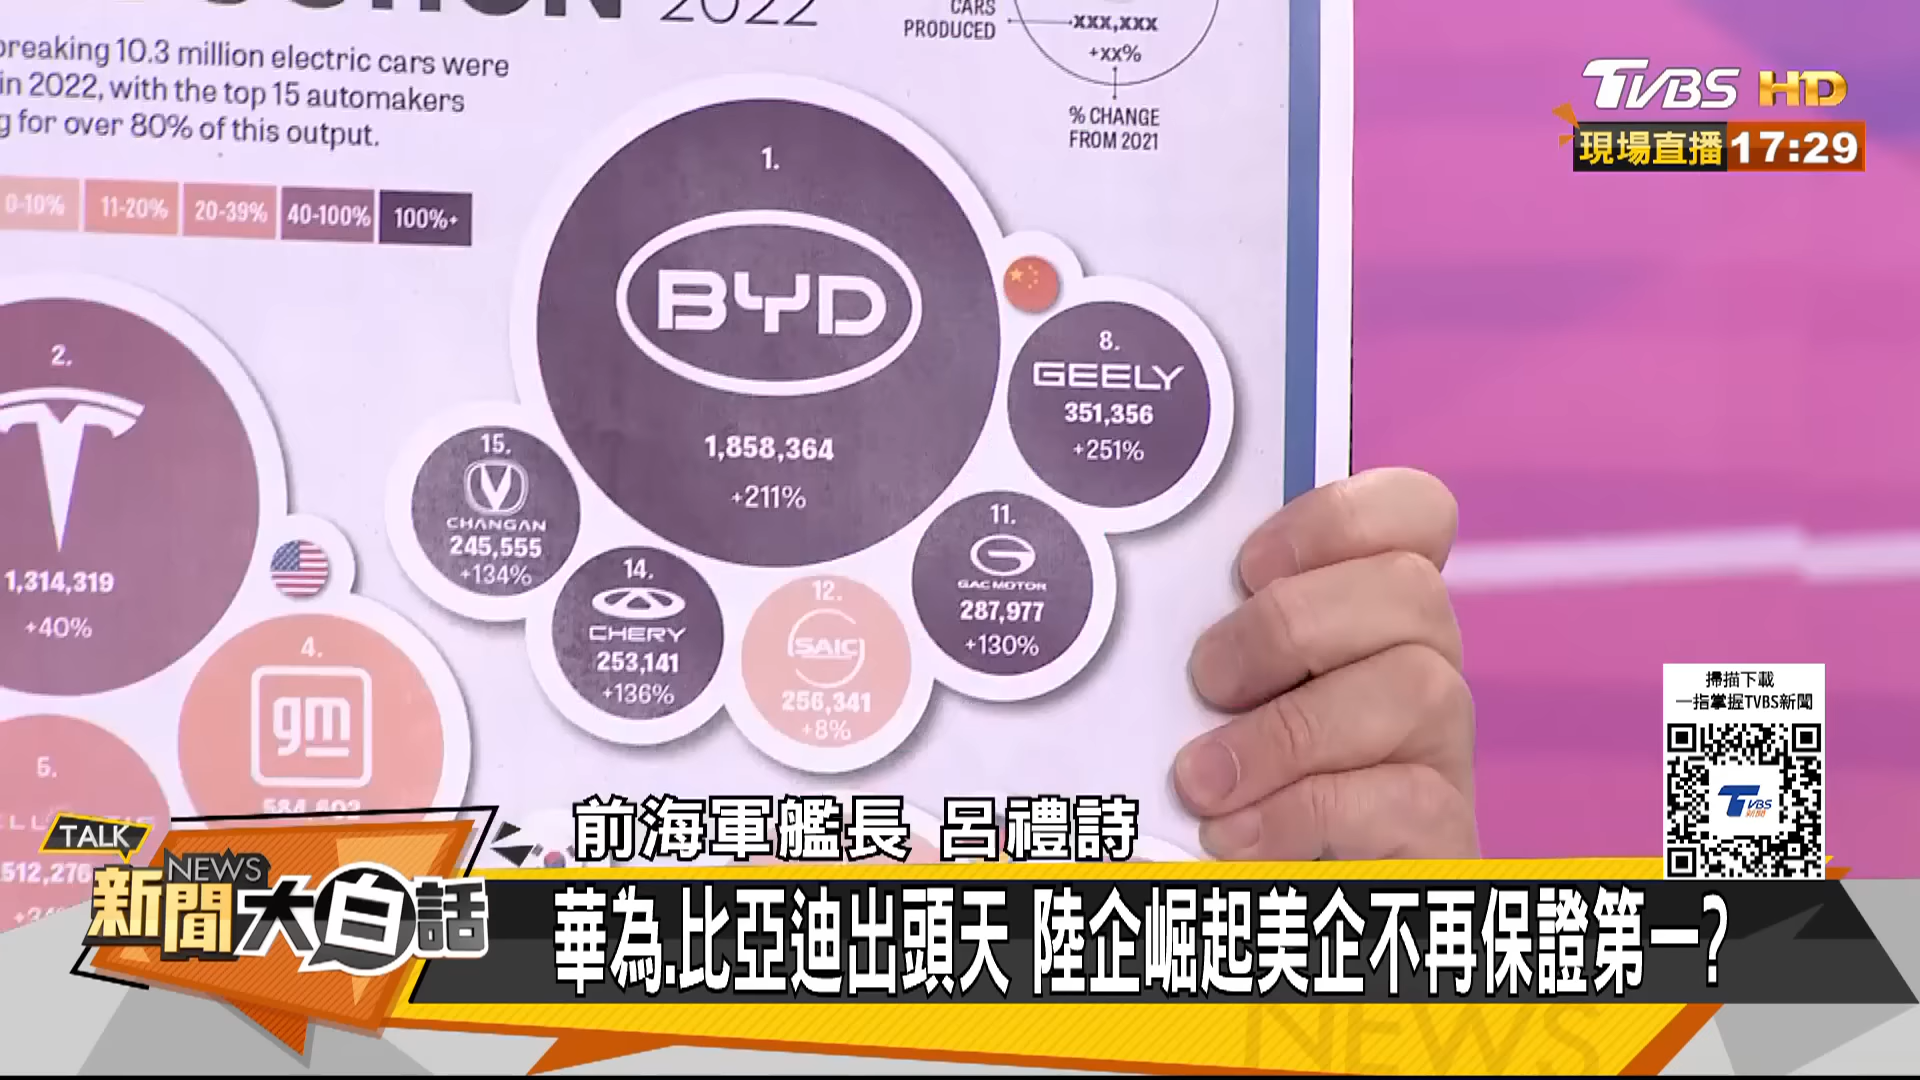 2022
CARS
PRODUCED
xxx,xxx
+xx%
% CHANGE
FROM 2021
breaking 10.3 million electric cars were
in 2022, with the top 15 automakers
g for over 80% of this output.
0-10%
11-20%
20-39%
40-100%
100%+
TVBS HD
現場直播 17:29
1.
BYD
1,858,364
+211%
8.
GEELY
351,356
+251%
2.
1,314,319
+40%
15.
CHANGAN
245,555
+134%
14.
CHERY
253,141
+136%
12.
SAIC
256,341
+8%
11.
GAC MOTOR
287,977
+130%
4.
gm
584,602
5.
512,276
掃描下載
一指掌握TVBS新聞
TVBS
新聞
前海軍艦長 呂禮詩
TALK
NEWS
新聞大白話
華為.比亞迪出頭天 陸企崛起美企不再保證第一?
NEWS